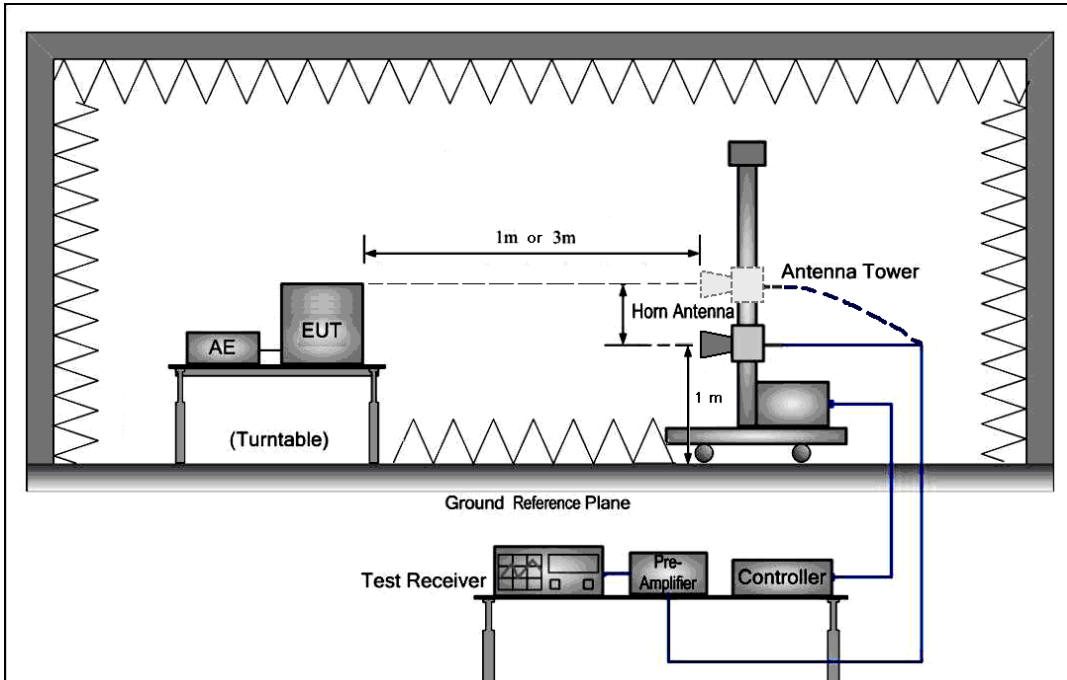 1m or 3m
Antenna Tower
Horn Antenna
EUT
AE
1 m
(Turntable)
Ground Reference Plane
Test Receiver
Pre-
Amplifier
Controller